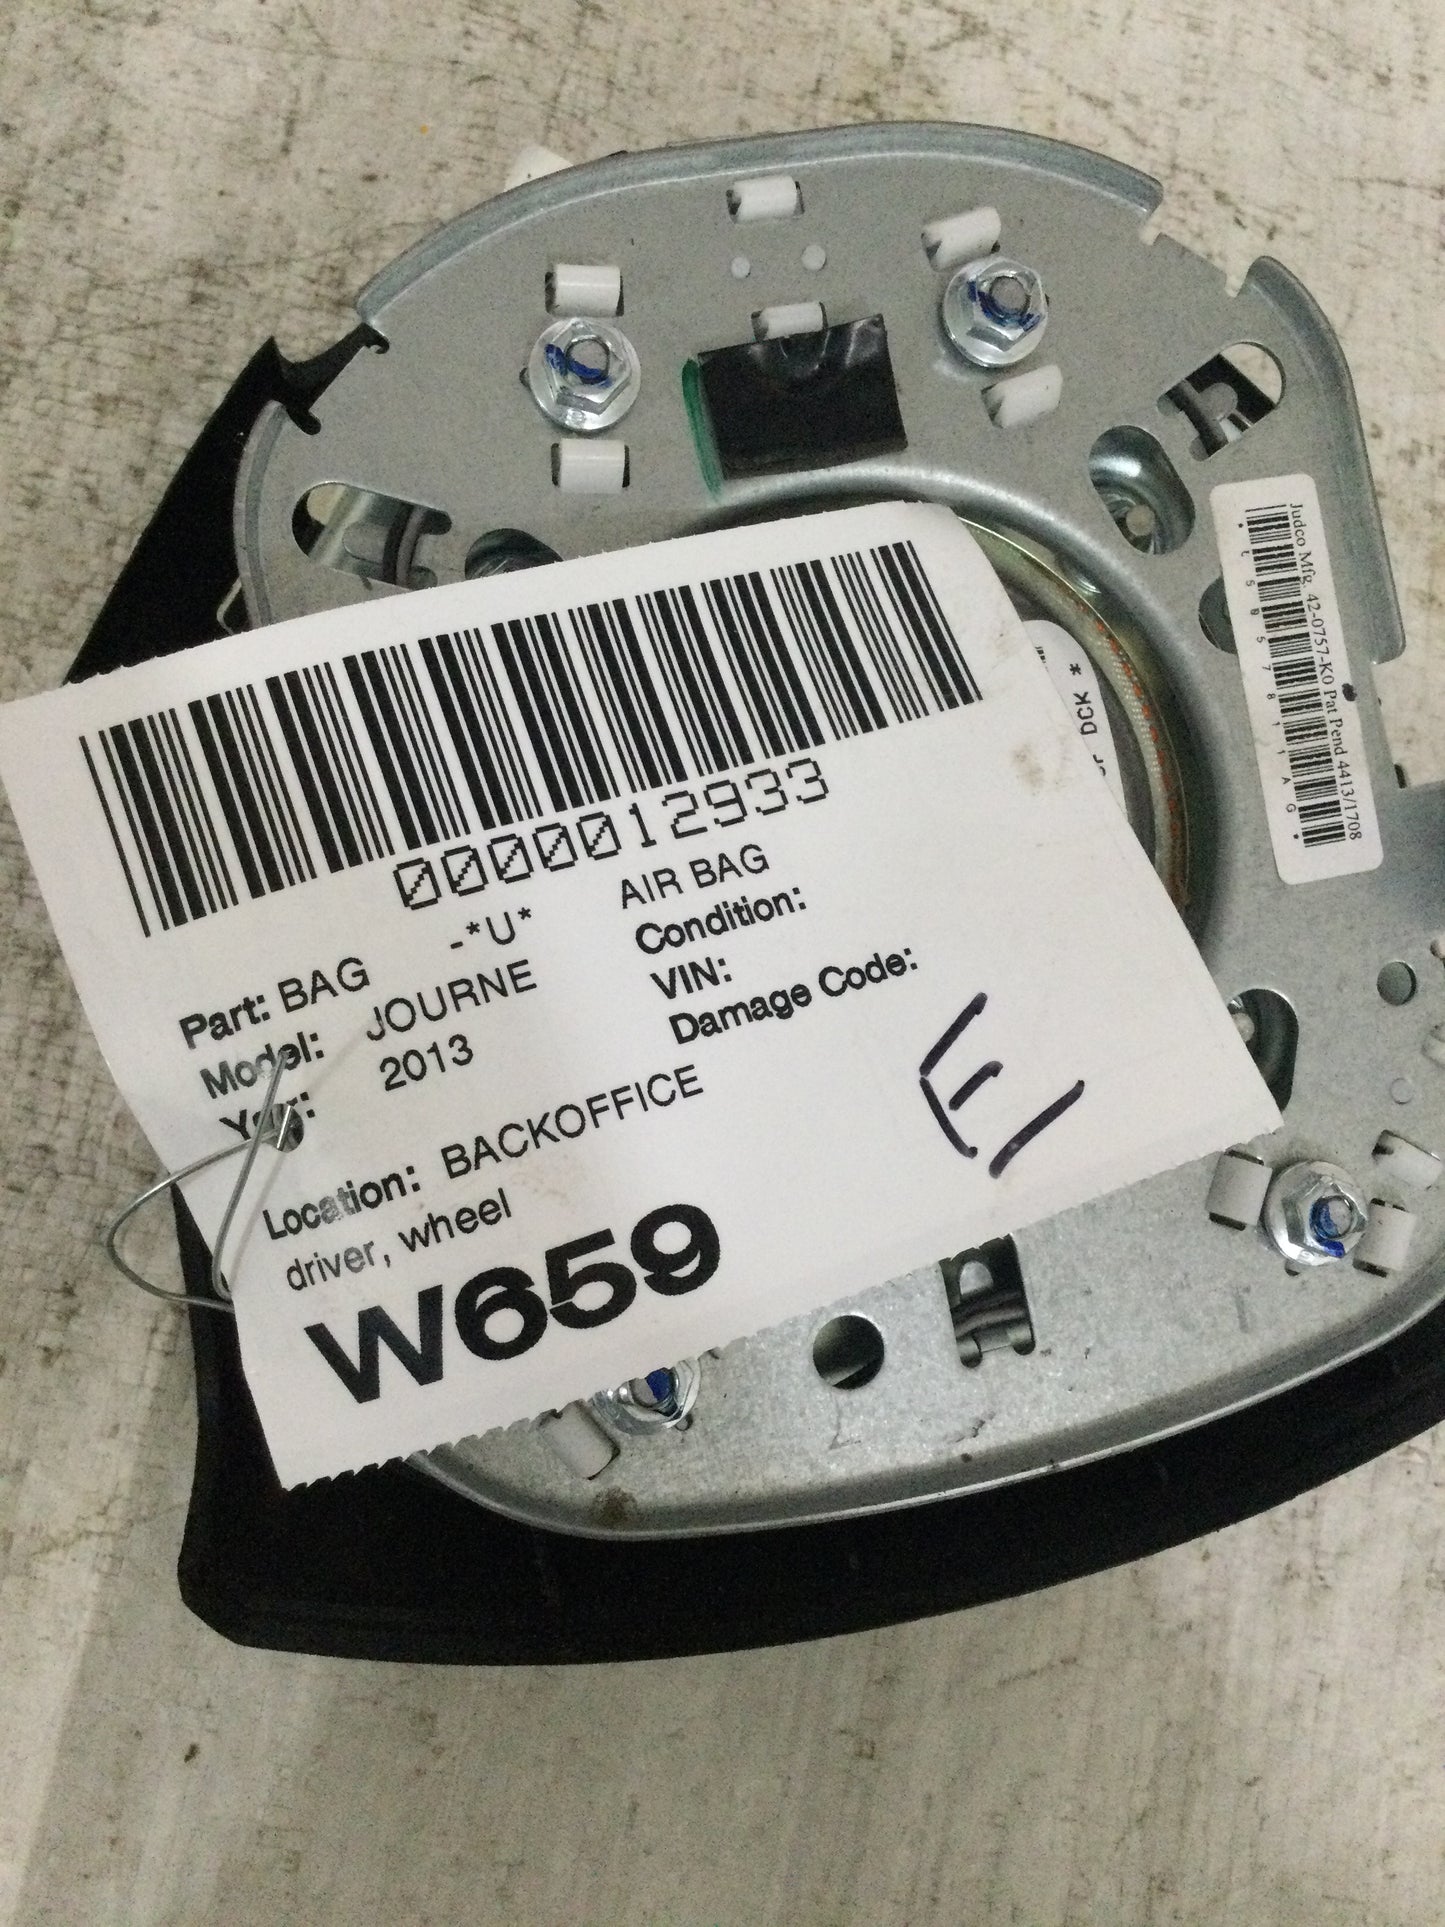 0000012933
Part: BAG -*U* AIR BAG
Model: JOURNE Condition:
Year: 2013 VIN:
Damage Code:
Location: BACKOFFICE
driver, wheel
W659
E
Judco Mfg. 42-0757-K0 Pat Pend 4413/1708
DCK *